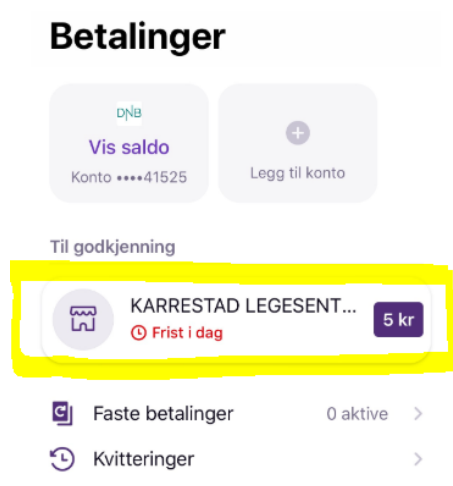 Betalinger
DNB
Vis saldo
Konto ••••41525
Legg til konto
Til godkjenning
KARRESTAD LEGESENT...
Frist i dag
5 kr
Faste betalinger
0 aktive
Kvitteringer